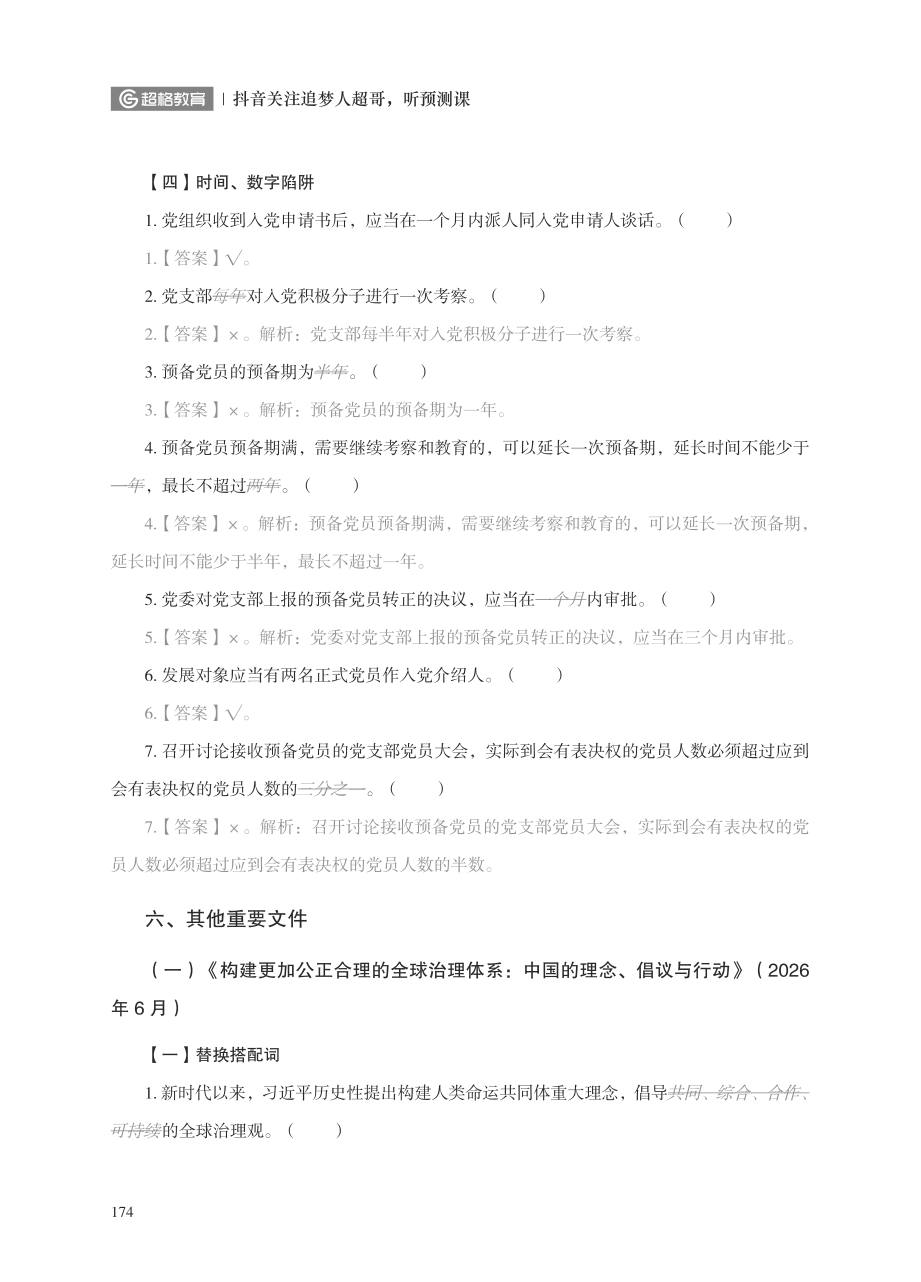 超格教育 | 抖音关注追梦人超哥，听预测课
【四】时间、数字陷阱
1. 党组织收到入党申请书后，应当在一个月内派人同入党申请人谈话。（　　）
1.【答案】√。
2. 党支部每年对入党积极分子进行一次考察。（　　）
2.【答案】×。解析：党支部每半年对入党积极分子进行一次考察。
3. 预备党员的预备期为半年。（　　）
3.【答案】×。解析：预备党员的预备期为一年。
4. 预备党员预备期满，需要继续考察和教育的，可以延长一次预备期，延长时间不能少于
一年，最长不超过两年。（　　）
4.【答案】×。解析：预备党员预备期满，需要继续考察和教育的，可以延长一次预备期，
延长时间不能少于半年，最长不超过一年。
5. 党委对党支部上报的预备党员转正的决议，应当在一个月内审批。（　　）
5.【答案】×。解析：党委对党支部上报的预备党员转正的决议，应当在三个月内审批。
6. 发展对象应当有两名正式党员作入党介绍人。（　　）
6.【答案】√。
7. 召开讨论接收预备党员的党支部党员大会，实际到会有表决权的党员人数必须超过应到
会有表决权的党员人数的三分之一。（　　）
7.【答案】×。解析：召开讨论接收预备党员的党支部党员大会，实际到会有表决权的党
员人数必须超过应到会有表决权的党员人数的半数。
六、其他重要文件
（一）《构建更加公正合理的全球治理体系：中国的理念、倡议与行动》（2026
年 6 月）
【一】替换搭配词
1. 新时代以来，习近平历史性提出构建人类命运共同体重大理念，倡导共同、综合、合作、
可持续的全球治理观。（　　）
174